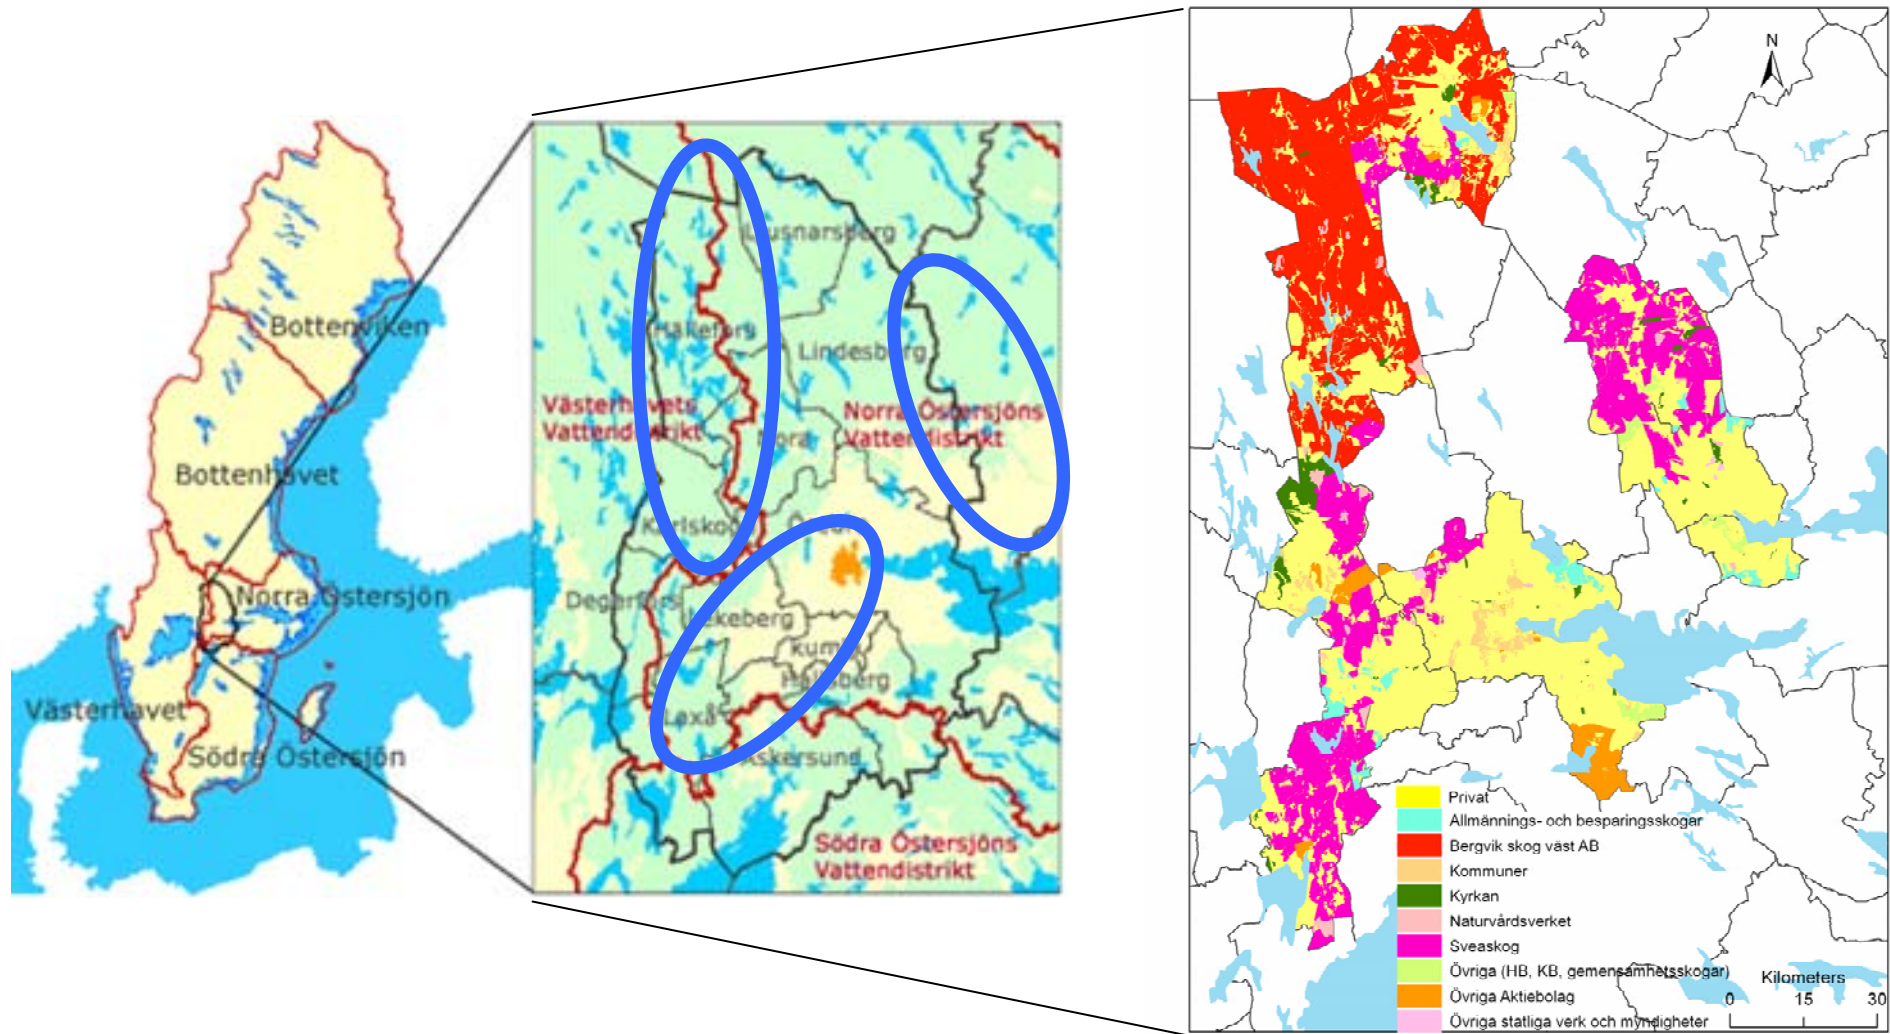 Bottenviken
Bottenhavet
Norra Östersjön
Västerhavet
Södra Östersjön
Ljusnarsberg
Hällefors
Lindesberg
Västerhavets
Vattendistrikt
Norra Östersjöns
Vattendistrikt
Nora
Karlskoga
Degerfors
Lekeberg
Kumla
Hallsberg
Laxå
Askersund
Södra Östersjöns
Vattendistrikt
N
Privat
Allmännings- och besparingsskogar
Bergvik skog väst AB
Kommuner
Kyrkan
Naturvårdsverket
Sveaskog
Övriga (HB, KB, gemensamhetsskogar)
Övriga Aktiebolag
Övriga statliga verk och myndigheter
Kilometers
0 15 30